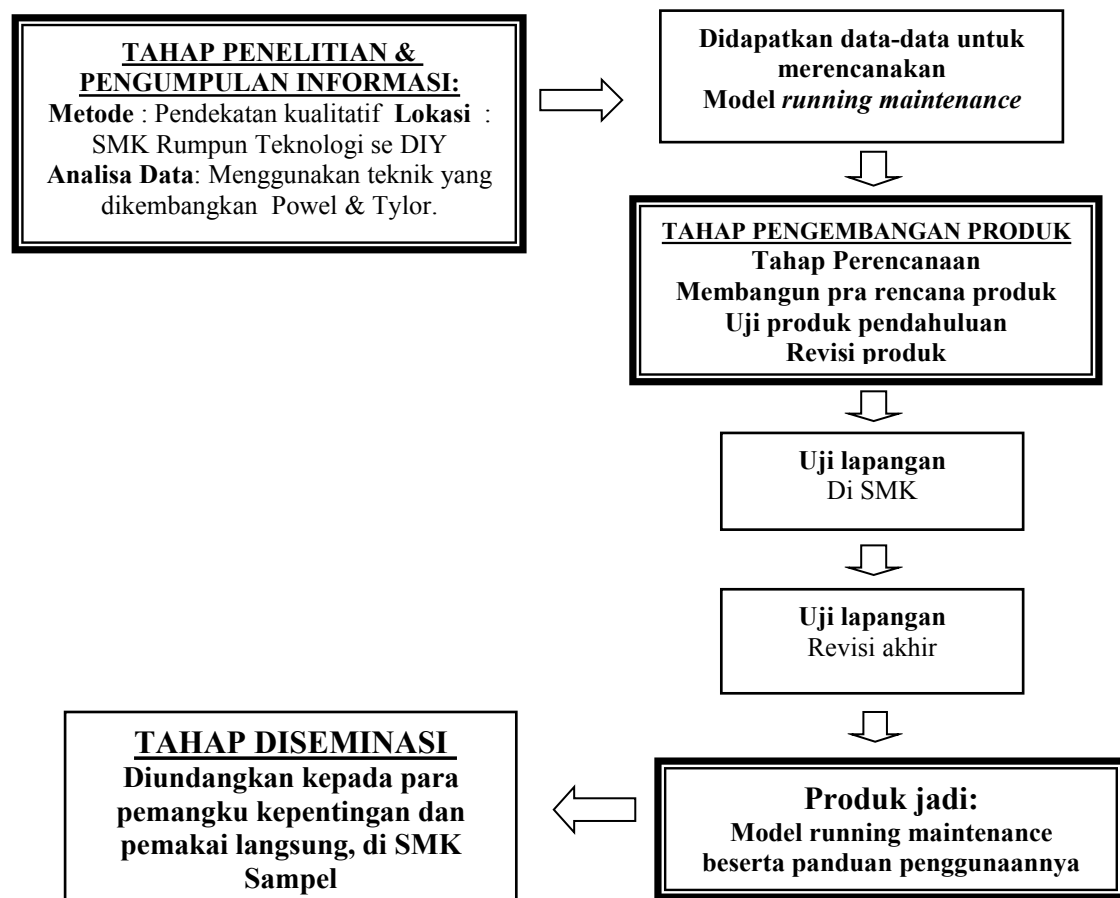 TAHAP PENELITIAN &
PENGUMPULAN INFORMASI:
Metode : Pendekatan kualitatif Lokasi :
SMK Rumpun Teknologi se DIY
Analisa Data: Menggunakan teknik yang
dikembangkan Powel & Tylor.
Didapatkan data-data untuk
merencanakan
Model running maintenance
TAHAP PENGEMBANGAN PRODUK
Tahap Perencanaan
Membangun pra rencana produk
Uji produk pendahuluan
Revisi produk
Uji lapangan
Di SMK
Uji lapangan
Revisi akhir
Produk jadi:
Model running maintenance
beserta panduan penggunaannya
TAHAP DISEMINASI
Diundangkan kepada para
pemangku kepentingan dan
pemakai langsung, di SMK
Sampel